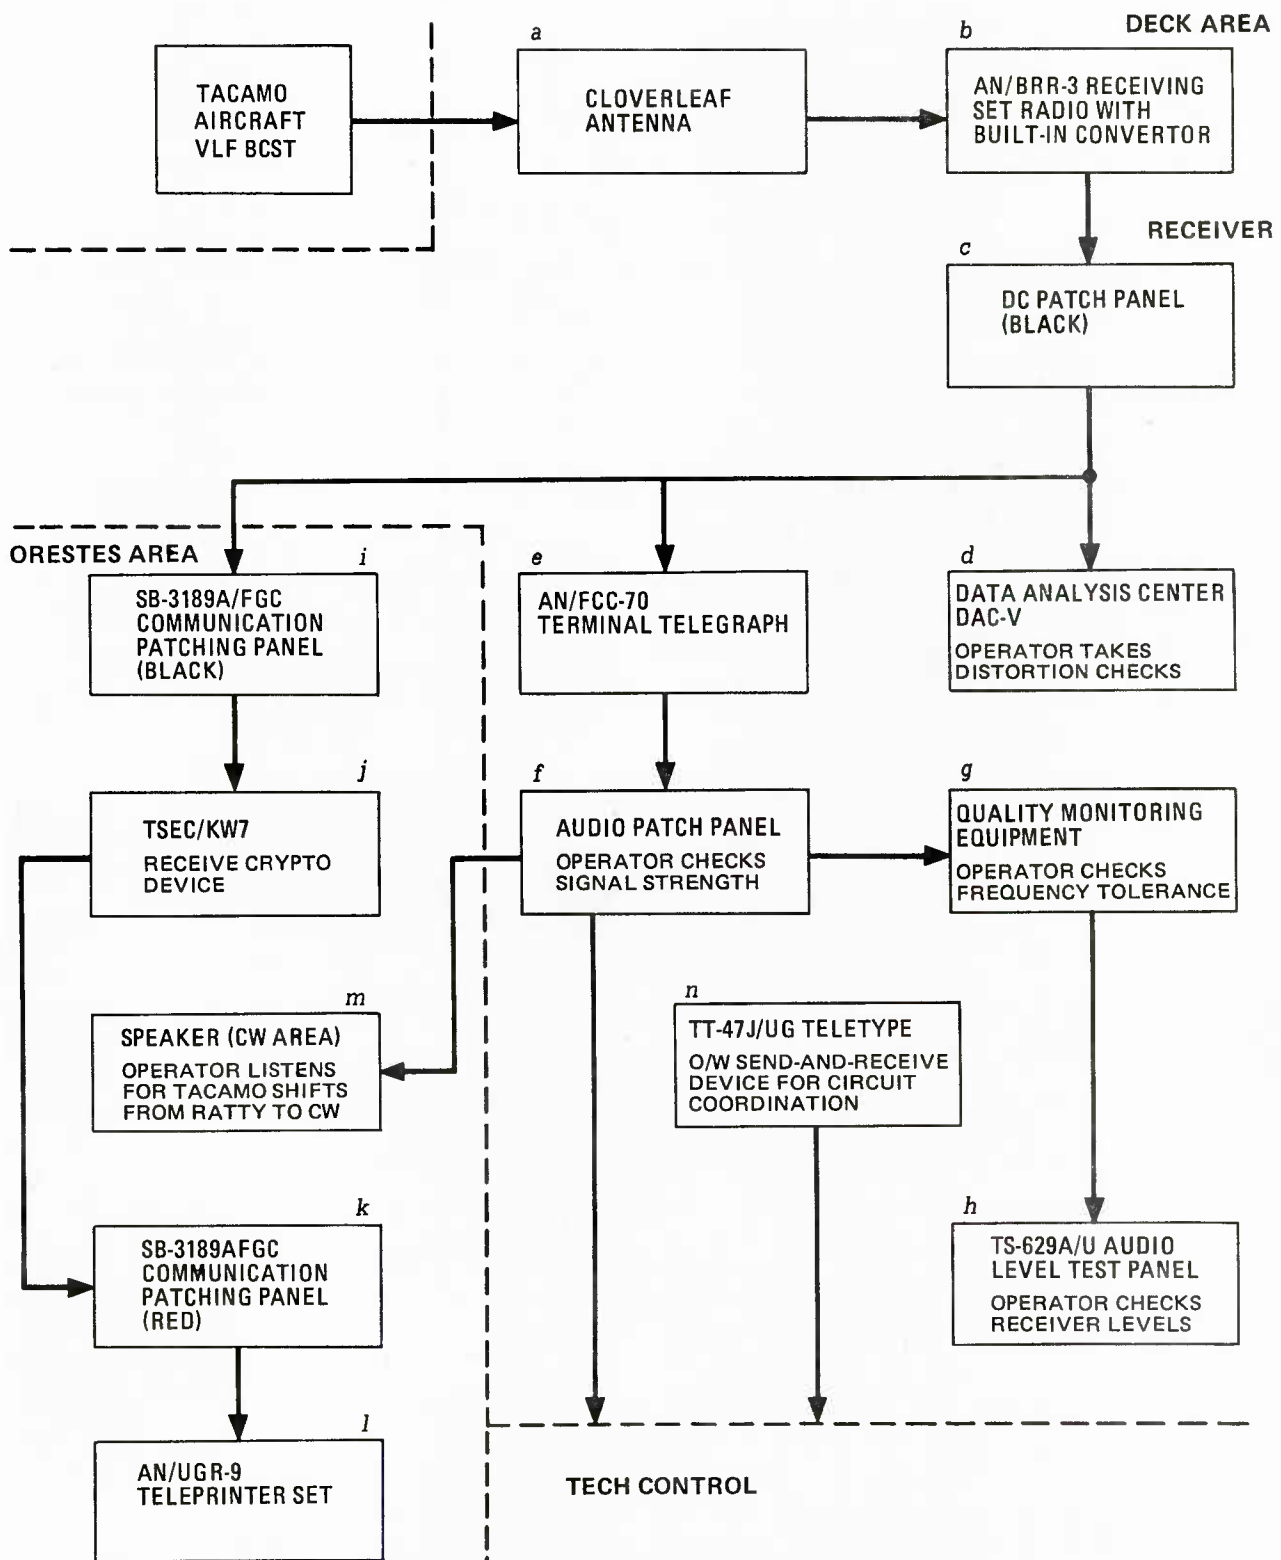 DECK AREA
TACAMO
AIRCRAFT
VLF BCST
a
CLOVERLEAF
ANTENNA
b
AN/BRR-3 RECEIVING
SET RADIO WITH
BUILT-IN CONVERTOR
RECEIVER
c
DC PATCH PANEL
(BLACK)
ORESTES AREA
i
SB-3189A/FGC
COMMUNICATION
PATCHING PANEL
(BLACK)
e
AN/FCC-70
TERMINAL TELEGRAPH
d
DATA ANALYSIS CENTER
DAC-V
OPERATOR TAKES
DISTORTION CHECKS
j
TSEC/KW7
RECEIVE CRYPTO
DEVICE
f
AUDIO PATCH PANEL
OPERATOR CHECKS
SIGNAL STRENGTH
g
QUALITY MONITORING
EQUIPMENT
OPERATOR CHECKS
FREQUENCY TOLERANCE
m
SPEAKER (CW AREA)
OPERATOR LISTENS
FOR TACAMO SHIFTS
FROM RATTY TO CW
n
TT-47J/UG TELETYPE
O/W SEND-AND-RECEIVE
DEVICE FOR CIRCUIT
COORDINATION
k
SB-3189AFGC
COMMUNICATION
PATCHING PANEL
(RED)
h
TS-629A/U AUDIO
LEVEL TEST PANEL
OPERATOR CHECKS
RECEIVER LEVELS
l
AN/UGR-9
TELEPRINTER SET
TECH CONTROL